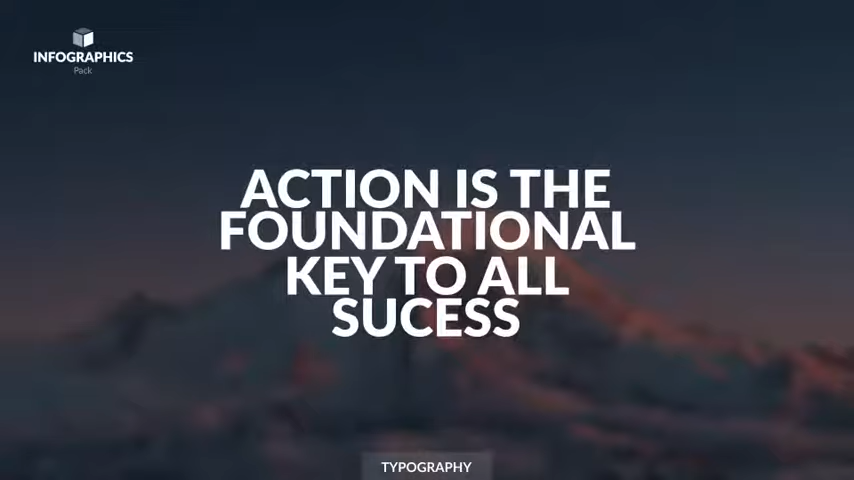 INFOGRAPHICS
Pack
ACTION IS THE
FOUNDATIONAL
KEY TO ALL
SUCESS
TYPOGRAPHY